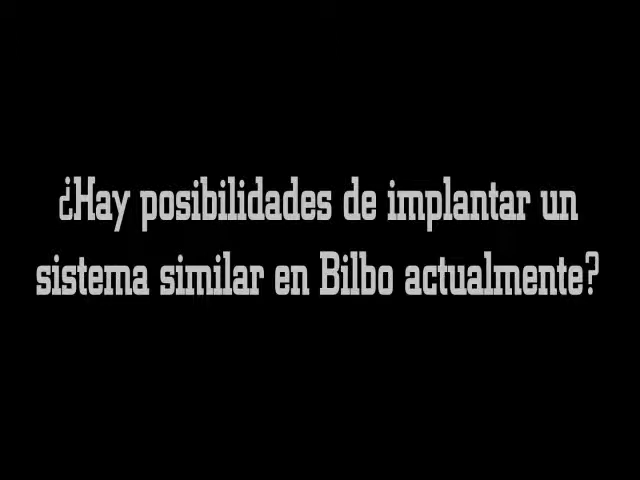 ¿Hay posibilidades de implantar un
sistema similar en Bilbo actualmente?